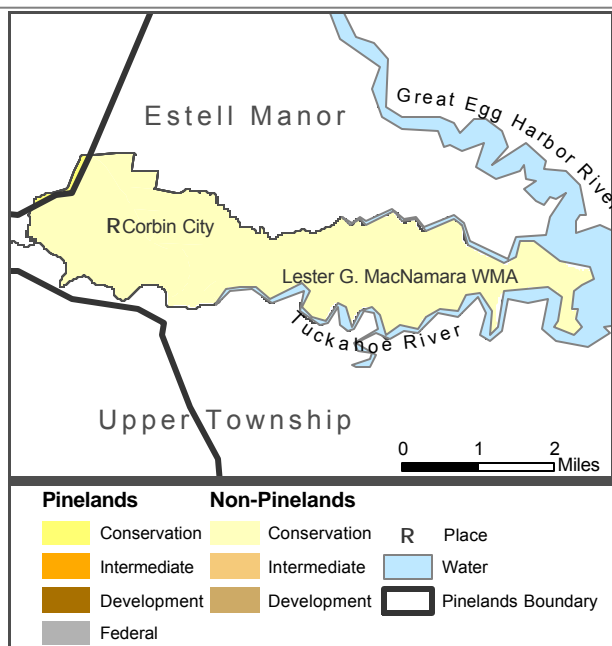 Great Egg Harbor River
Estell Manor
R Corbin City
Lester G. MacNamara WMA
Tuckahoe River
Upper Township
0 1 2
Miles
Pinelands Non-Pinelands
Conservation Conservation R Place
Intermediate Intermediate Water
Development Development Pinelands Boundary
Federal